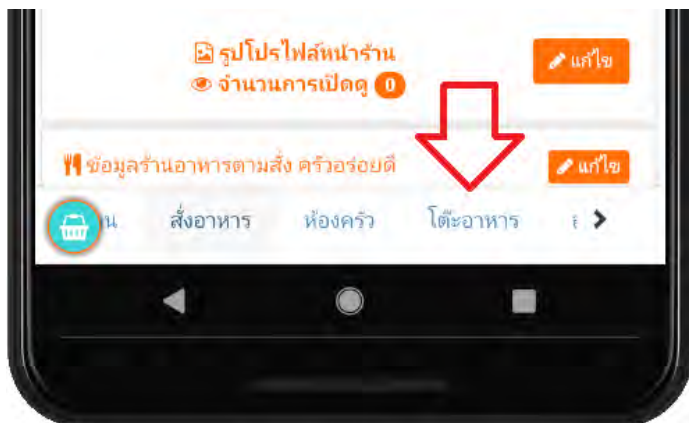 รูปโปรไฟล์หน้าร้าน
แก้ไข
จำนวนการเปิดดู 0
ข้อมูลร้านอาหารตามสั่ง ครัวอร่อยดี
แก้ไข
สั่งอาหาร ห้องครัว โต๊ะอาหาร